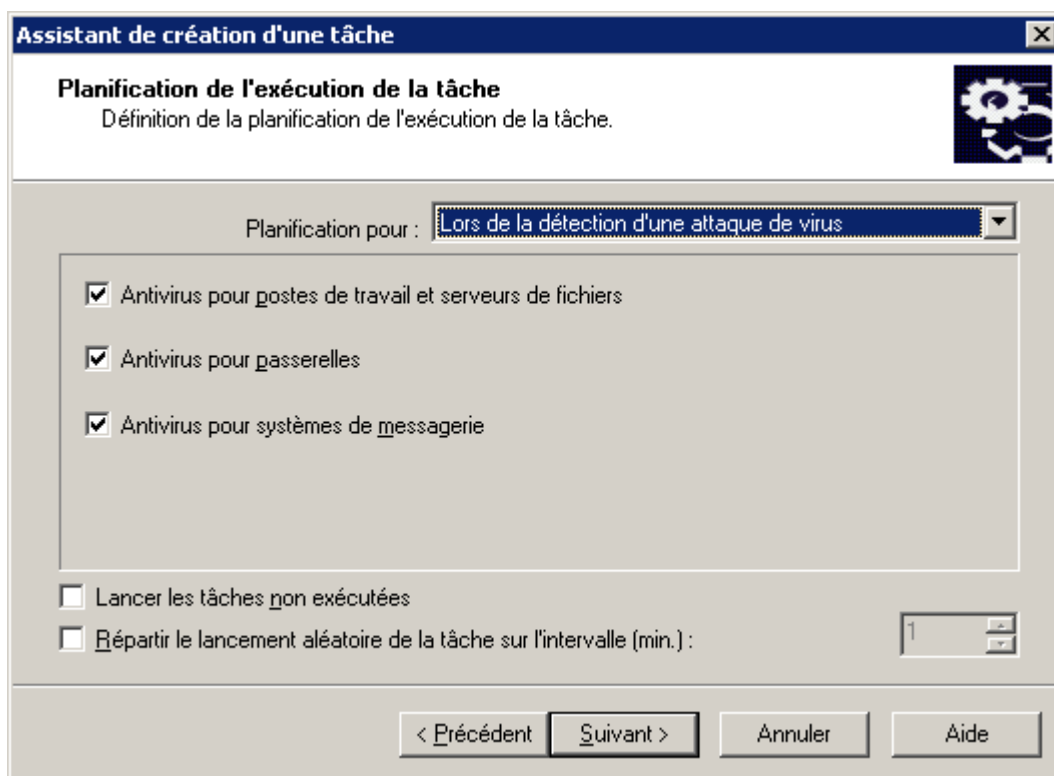 Assistant de création d'une tâche
Planification de l'exécution de la tâche
Définition de la planification de l'exécution de la tâche.
Planification pour : Lors de la détection d'une attaque de virus
Antivirus pour postes de travail et serveurs de fichiers
Antivirus pour passerelles
Antivirus pour systèmes de messagerie
Lancer les tâches non exécutées
Répartir le lancement aléatoire de la tâche sur l'intervalle (min.) : 1
< Précédent Suivant > Annuler Aide